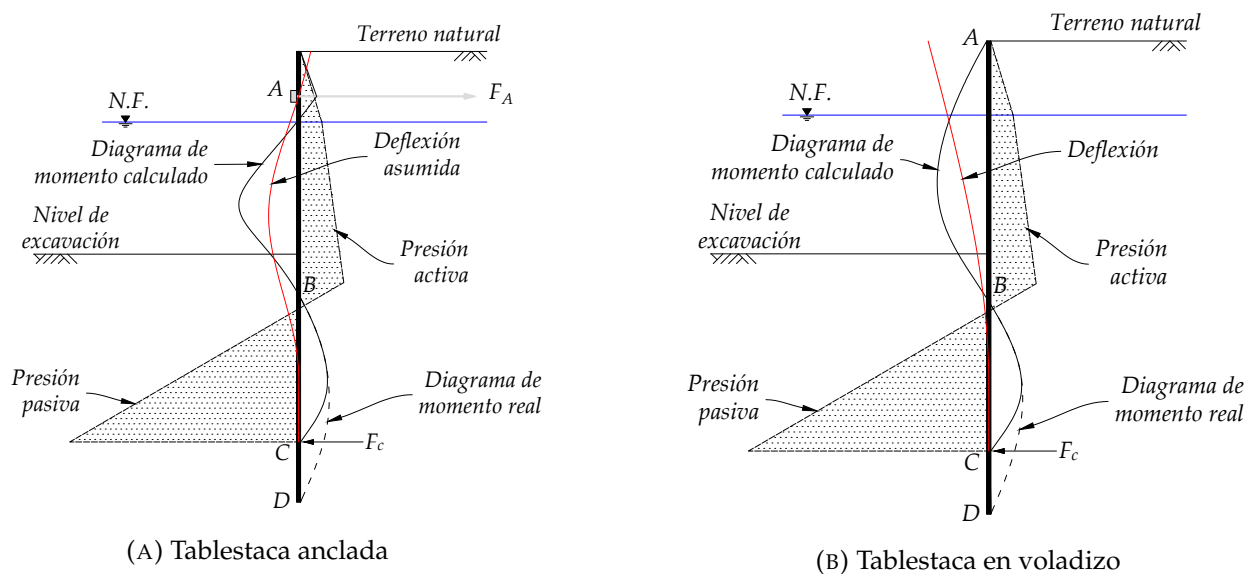 Terreno natural
A
F_A
N.F.
Diagrama de
momento calculado
Deflexión
asumida
Nivel de
excavación
Presión
activa
B
Presión
pasiva
Diagrama de
momento real
C
F_c
D
(A) Tablestaca anclada
A
Terreno natural
N.F.
Diagrama de
momento calculado
Deflexión
Nivel de
excavación
Presión
activa
B
Presión
pasiva
Diagrama de
momento real
C
F_c
D
(B) Tablestaca en voladizo